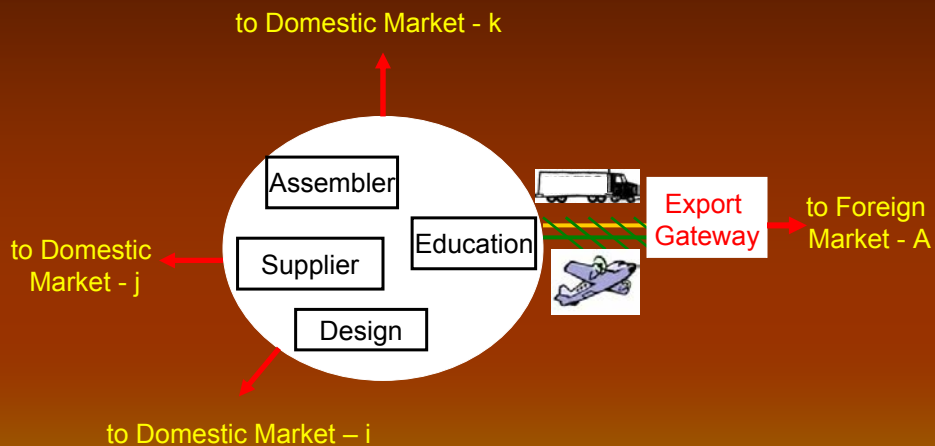 to Domestic Market - k
Assembler
Education
Supplier
Design
Export
Gateway
to Foreign
Market - A
to Domestic
Market - j
to Domestic Market – i